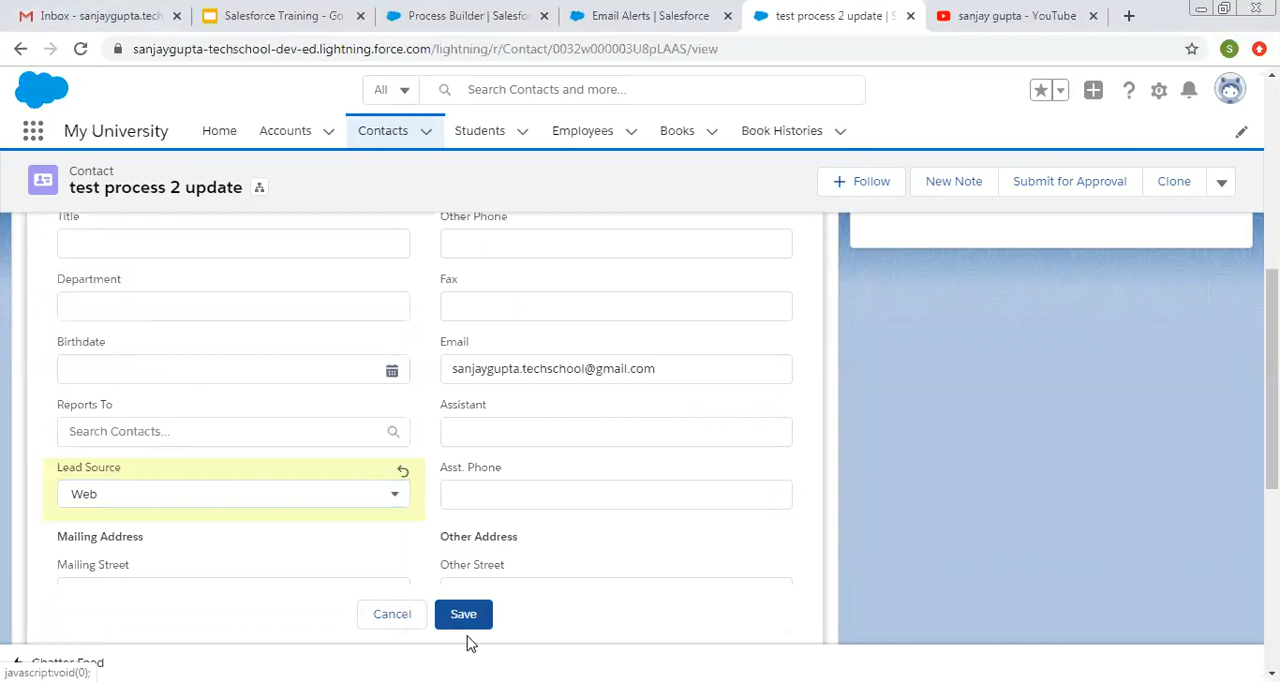 Inbox - sanjaygupta.tech
Salesforce Training - Go
Process Builder | Salesfo
Email Alerts | Salesforce
test process 2 update | S
sanjay gupta - YouTube
sanjaygupta-techschool-dev-ed.lightning.force.com/lightning/r/Contact/0032w000003U8pLAAS/view
S
All
Search Contacts and more...
My University
Home
Accounts
Contacts
Students
Employees
Books
Book Histories
Contact
test process 2 update
Follow
New Note
Submit for Approval
Clone
Title
Other Phone
Department
Fax
Birthdate
Email
sanjaygupta.techschool@gmail.com
Reports To
Assistant
Search Contacts...
Lead Source
Asst. Phone
Web
Mailing Address
Other Address
Mailing Street
Other Street
Cancel
Save
Chatter Feed
javascript:void(0);